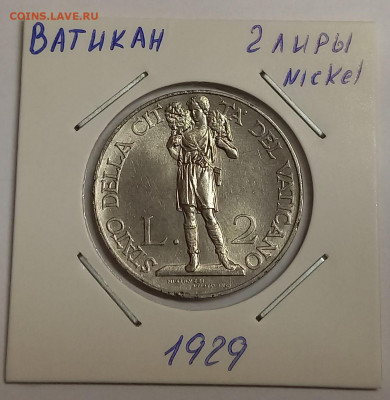 COINS.LAVE.RU
ВАТИКАН
2 ЛИРЫ
Nickel
STATO DELLA CITTA DEL VATICANO
L. 2
1929